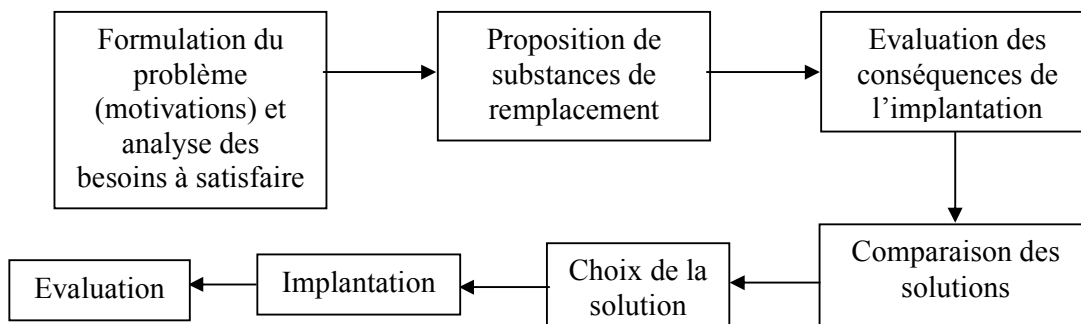 Formulation du
problème
(motivations) et
analyse des
besoins à satisfaire
Proposition de
substances de
remplacement
Evaluation des
conséquences de
l’implantation
Comparaison des
solutions
Choix de la
solution
Implantation
Evaluation